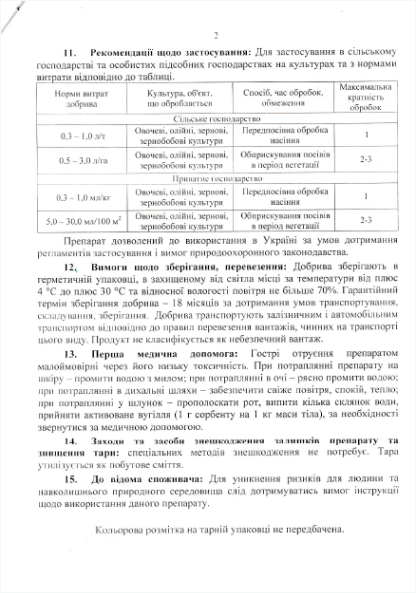 2
11. Рекомендації щодо застосування: Для застосування в сільському
господарстві та особистих підсобних господарствах на культурах та з нормами
витрати відповідно до таблиці.
Норми витрат добрива | Культура, об'єкт, що обробляється | Спосіб, час обробок, обмеження | Максимальна кратність обробок
Сільське господарство
0,3 – 1,0 л/т | Овочеві, олійні, зернові, зернобобові культури | Передпосівна обробка насіння | 1
0,5 – 3,0 л/га | Овочеві, олійні, зернові, зернобобові культури | Обприскування посівів в період вегетації | 2-3
Приватне господарство
0,3 – 1,0 мл/кг | Овочеві, олійні, зернові, зернобобові культури | Передпосівна обробка насіння | 1
5,0 – 30,0 мл/100 м² | Овочеві, олійні, зернові, зернобобові культури | Обприскування посівів в період вегетації | 2-3
Препарат дозволений до використання в Україні за умов дотримання
регламентів застосування і вимог природоохоронного законодавства.
12. Вимоги щодо зберігання, перевезення: Добрива зберігають в
герметичній упаковці, в захищеному від світла місці за температури від плюс
4 °С до плюс 30 °С та відносної вологості повітря не більше 70%. Гарантійний
термін зберігання добрива – 18 місяців за дотримання умов транспортування,
складування, зберігання. Добрива транспортують залізничним і автомобільним
транспортом відповідно до правил перевезення вантажів, чинних на транспорті
цього виду. Продукт не класифікується як небезпечний вантаж.
13. Перша медична допомога: Гострі отруєння препаратом
малоймовірні через його низьку токсичність. При потраплянні препарату на
шкіру – промити водою з милом; при потраплянні в очі – рясно промити водою;
при потраплянні в дихальні шляхи – забезпечити свіже повітря, спокій, тепло;
при потраплянні у шлунок – прополоскати рот, випити кілька склянок води,
прийняти активоване вугілля (1 г сорбенту на 1 кг маси тіла), за необхідності
звернутися за медичною допомогою.
14. Заходи та засоби знешкодження залишків препарату та
знищення тари: спеціальних методів знешкодження не потребує. Тара
утилізується як побутове сміття.
15. До відома споживача: Для уникнення ризиків для людини та
навколишнього природного середовища слід дотримуватись вимог інструкції
щодо використання даного препарату.
Кольорова розмітка на тарній упаковці не передбачена.